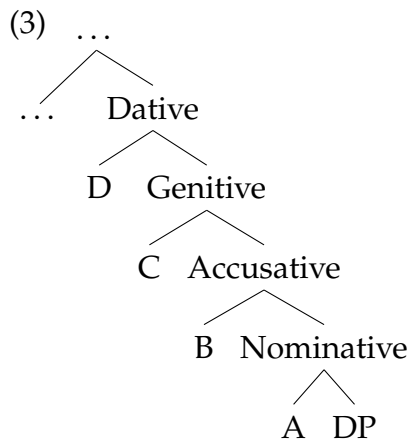 (3) ...
... Dative
D Genitive
C Accusative
B Nominative
A DP